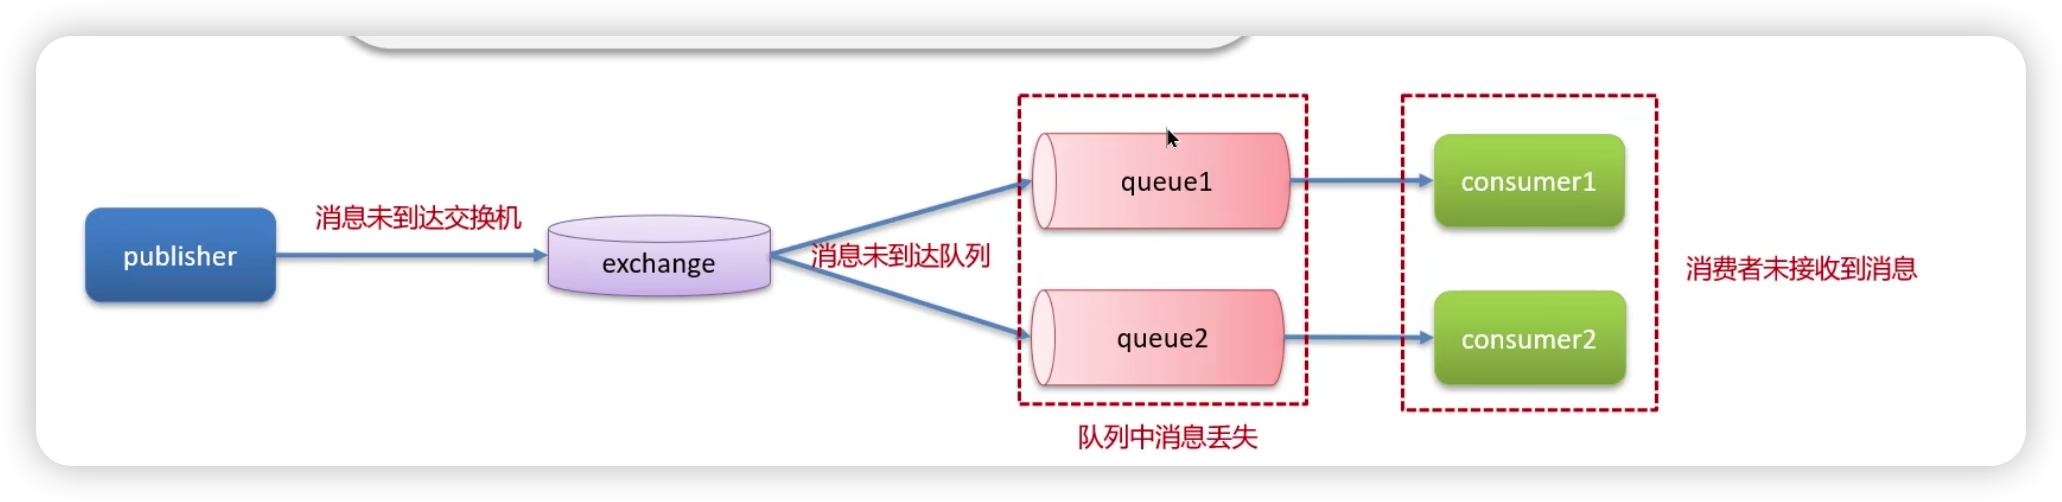 publisher
消息未到达交换机
exchange
消息未到达队列
queue1
queue2
队列中消息丢失
consumer1
consumer2
消费者未接收到消息